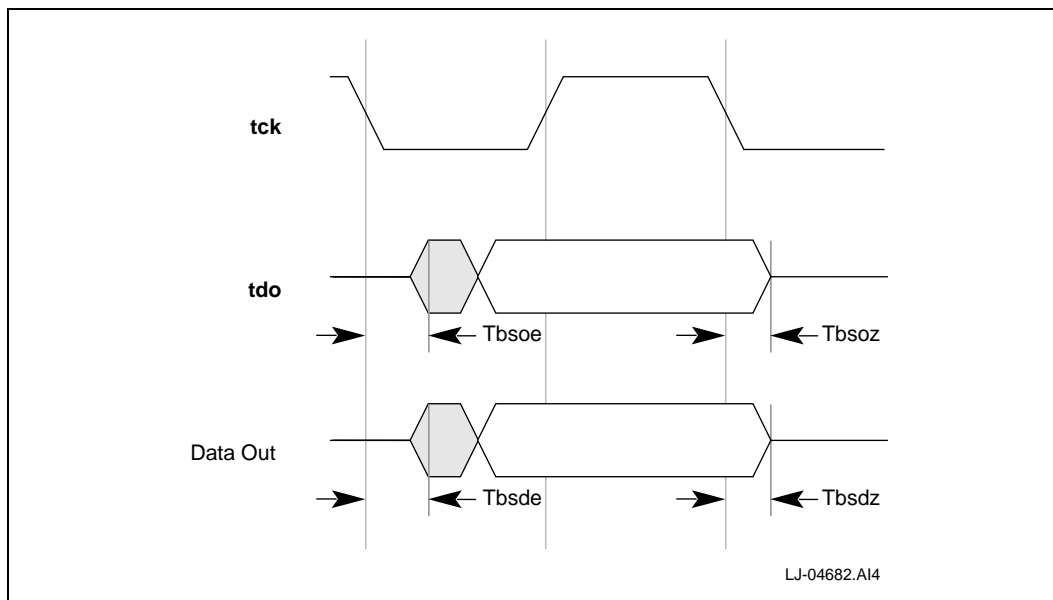 tck
tdo
Tbsoe
Tbsoz
Data Out
Tbsde
Tbsdz
LJ-04682.AI4